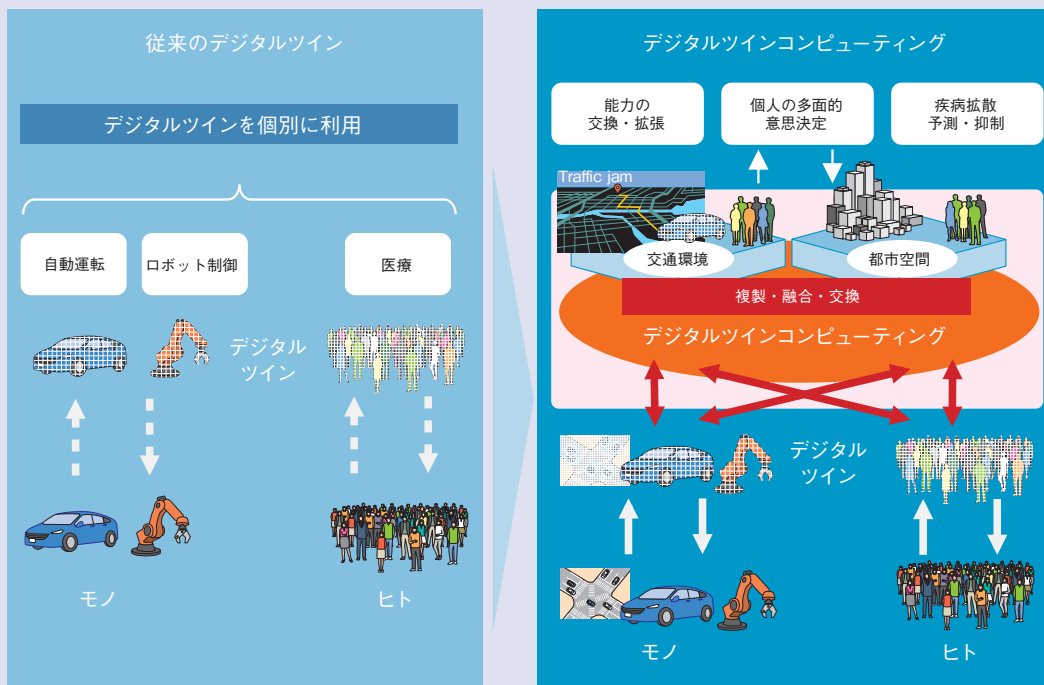 従来のデジタルツイン
デジタルツインを個別に利用
自動運転
ロボット制御
医療
デジタル
ツイン
モノ
ヒト
デジタルツインコンピューティング
能力の
交換・拡張
個人の多面的
意思決定
疾病拡散
予測・抑制
Traffic jam
交通環境
都市空間
複製・融合・交換
デジタルツインコンピューティング
デジタル
ツイン
モノ
ヒト